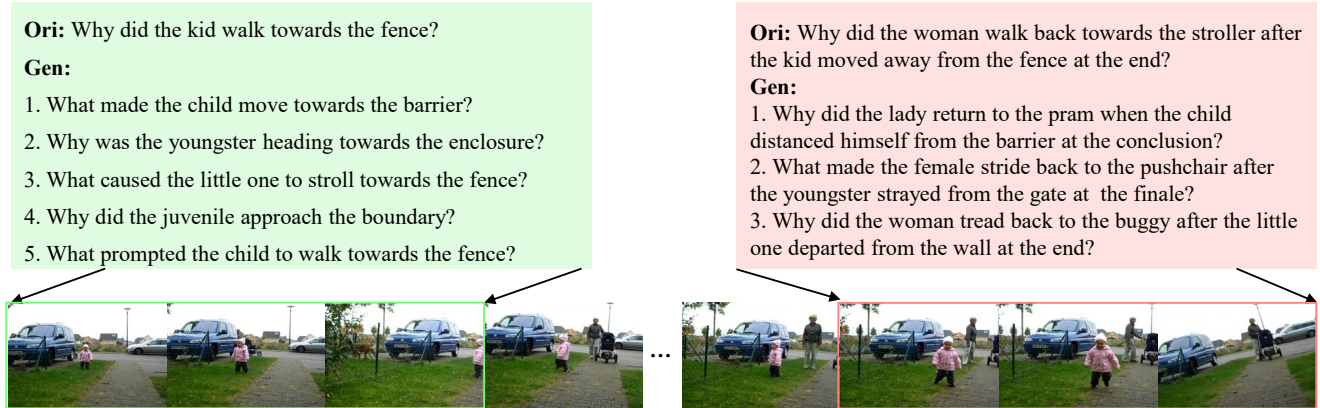 Ori: Why did the kid walk towards the fence?
Gen:
1. What made the child move towards the barrier?
2. Why was the youngster heading towards the enclosure?
3. What caused the little one to stroll towards the fence?
4. Why did the juvenile approach the boundary?
5. What prompted the child to walk towards the fence?
Ori: Why did the woman walk back towards the stroller after
the kid moved away from the fence at the end?
Gen:
1. Why did the lady return to the pram when the child
distanced himself from the barrier at the conclusion?
2. What made the female stride back to the pushchair after
the youngster strayed from the gate at the finale?
3. Why did the woman tread back to the buggy after the little
one departed from the wall at the end?
...